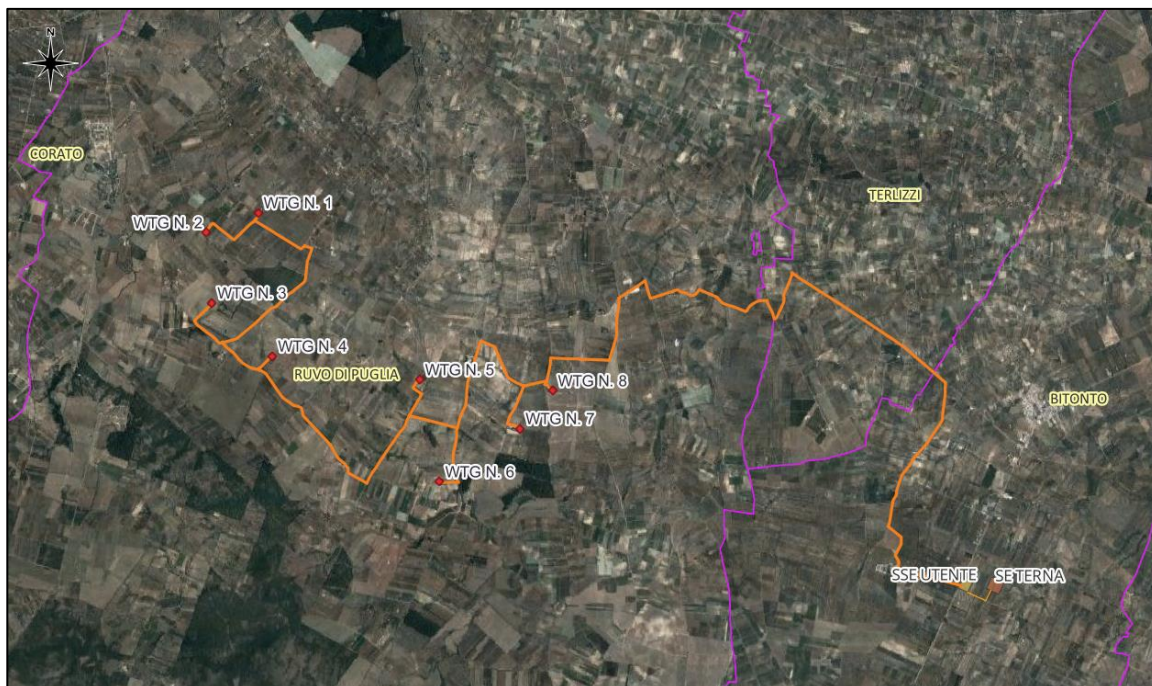 N
CORATO
TERLIZZI
WTG N. 1
WTG N. 2
WTG N. 3
WTG N. 4
RUVO DI PUGLIA
WTG N. 5
WTG N. 8
BITONTO
WTG N. 7
WTG N. 6
SSE UTENTE
SE TERNA